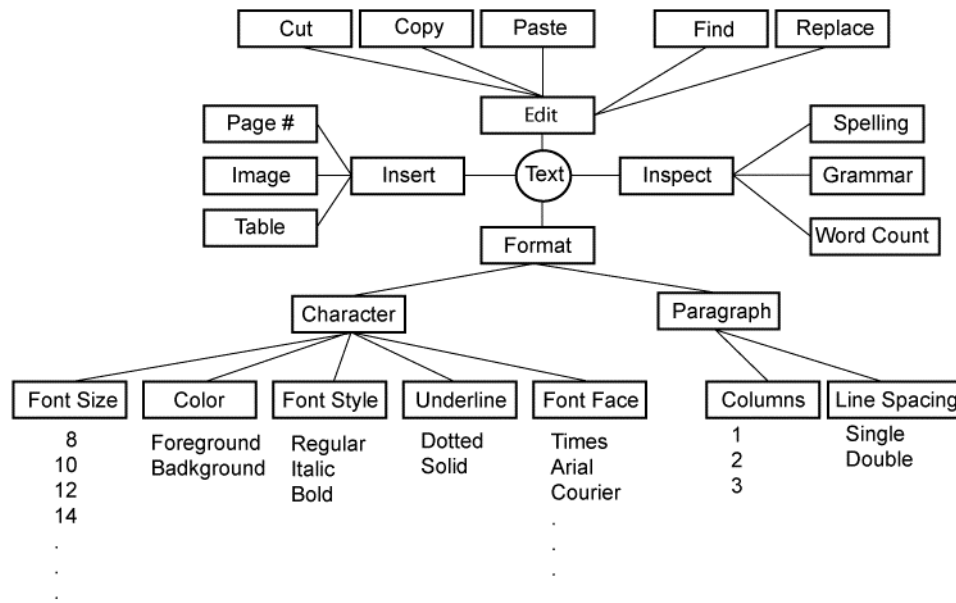 Cut
Copy
Paste
Find
Replace
Edit
Page #
Spelling
Image
Insert
Text
Inspect
Grammar
Table
Word Count
Format
Character
Paragraph
Font Size
Color
Font Style
Underline
Font Face
Columns
Line Spacing
8
10
12
14
.
.
.
Foreground
Badkground
Regular
Italic
Bold
Dotted
Solid
Times
Arial
Courier
.
.
.
1
2
3
Single
Double